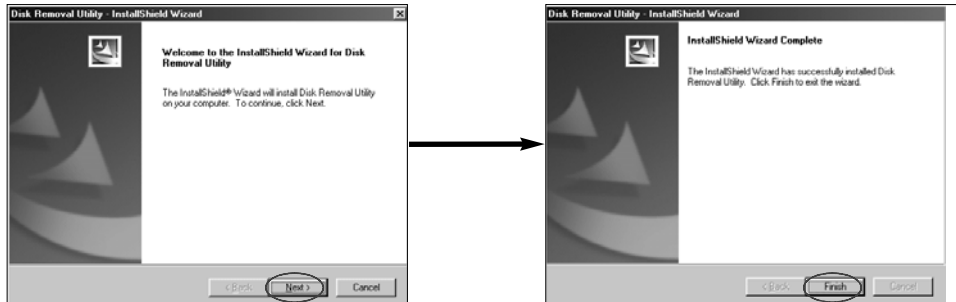 Disk Removal Utility - InstallShield Wizard
Welcome to the InstallShield Wizard for Disk
Removal Utility
The InstallShield® Wizard will install Disk Removal Utility
on your computer. To continue, click Next.
< Back
Next >
Cancel
Disk Removal Utility - InstallShield Wizard
InstallShield Wizard Complete
The InstallShield Wizard has successfully installed Disk
Removal Utility. Click Finish to exit the wizard.
< Back
Finish
Cancel